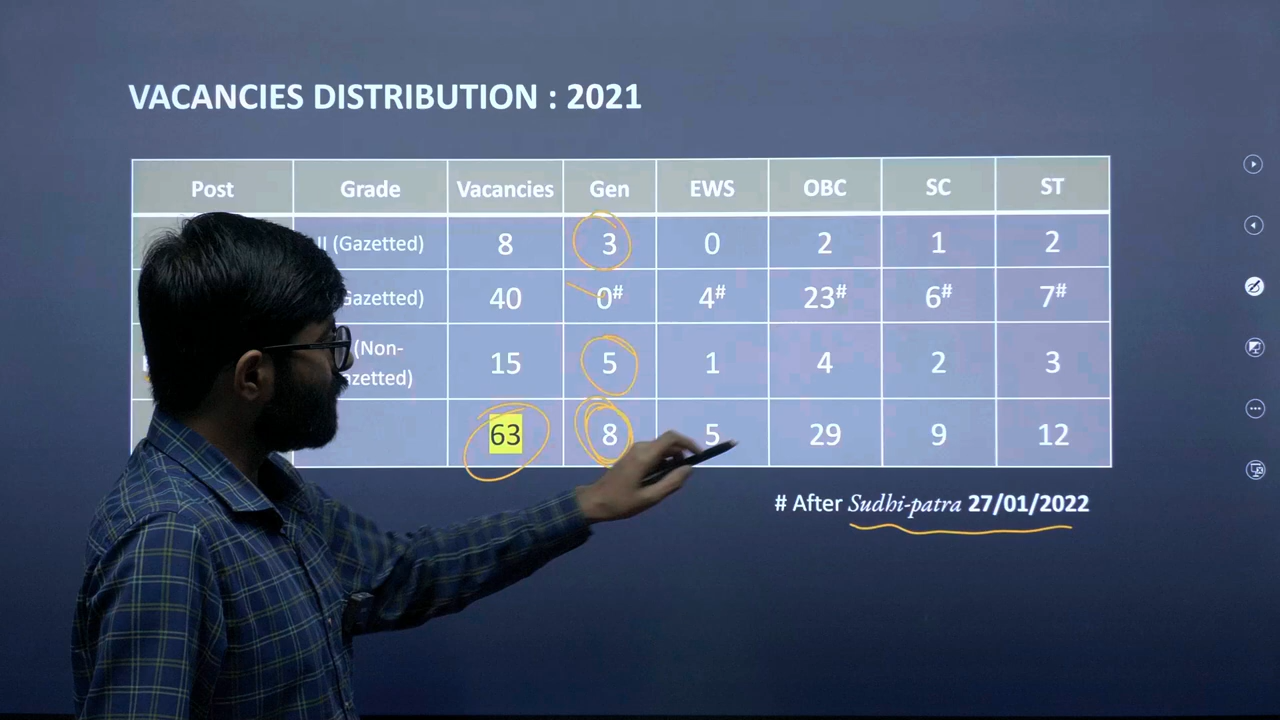 VACANCIES DISTRIBUTION : 2021
Post Grade Vacancies Gen EWS OBC SC ST
II (Gazetted) 8 3 0 2 1 2
Gazetted) 40 0# 4# 23# 6# 7#
(Non-
azetted) 15 5 1 4 2 3
63 8 5 29 9 12
# After Sudhi-patra 27/01/2022